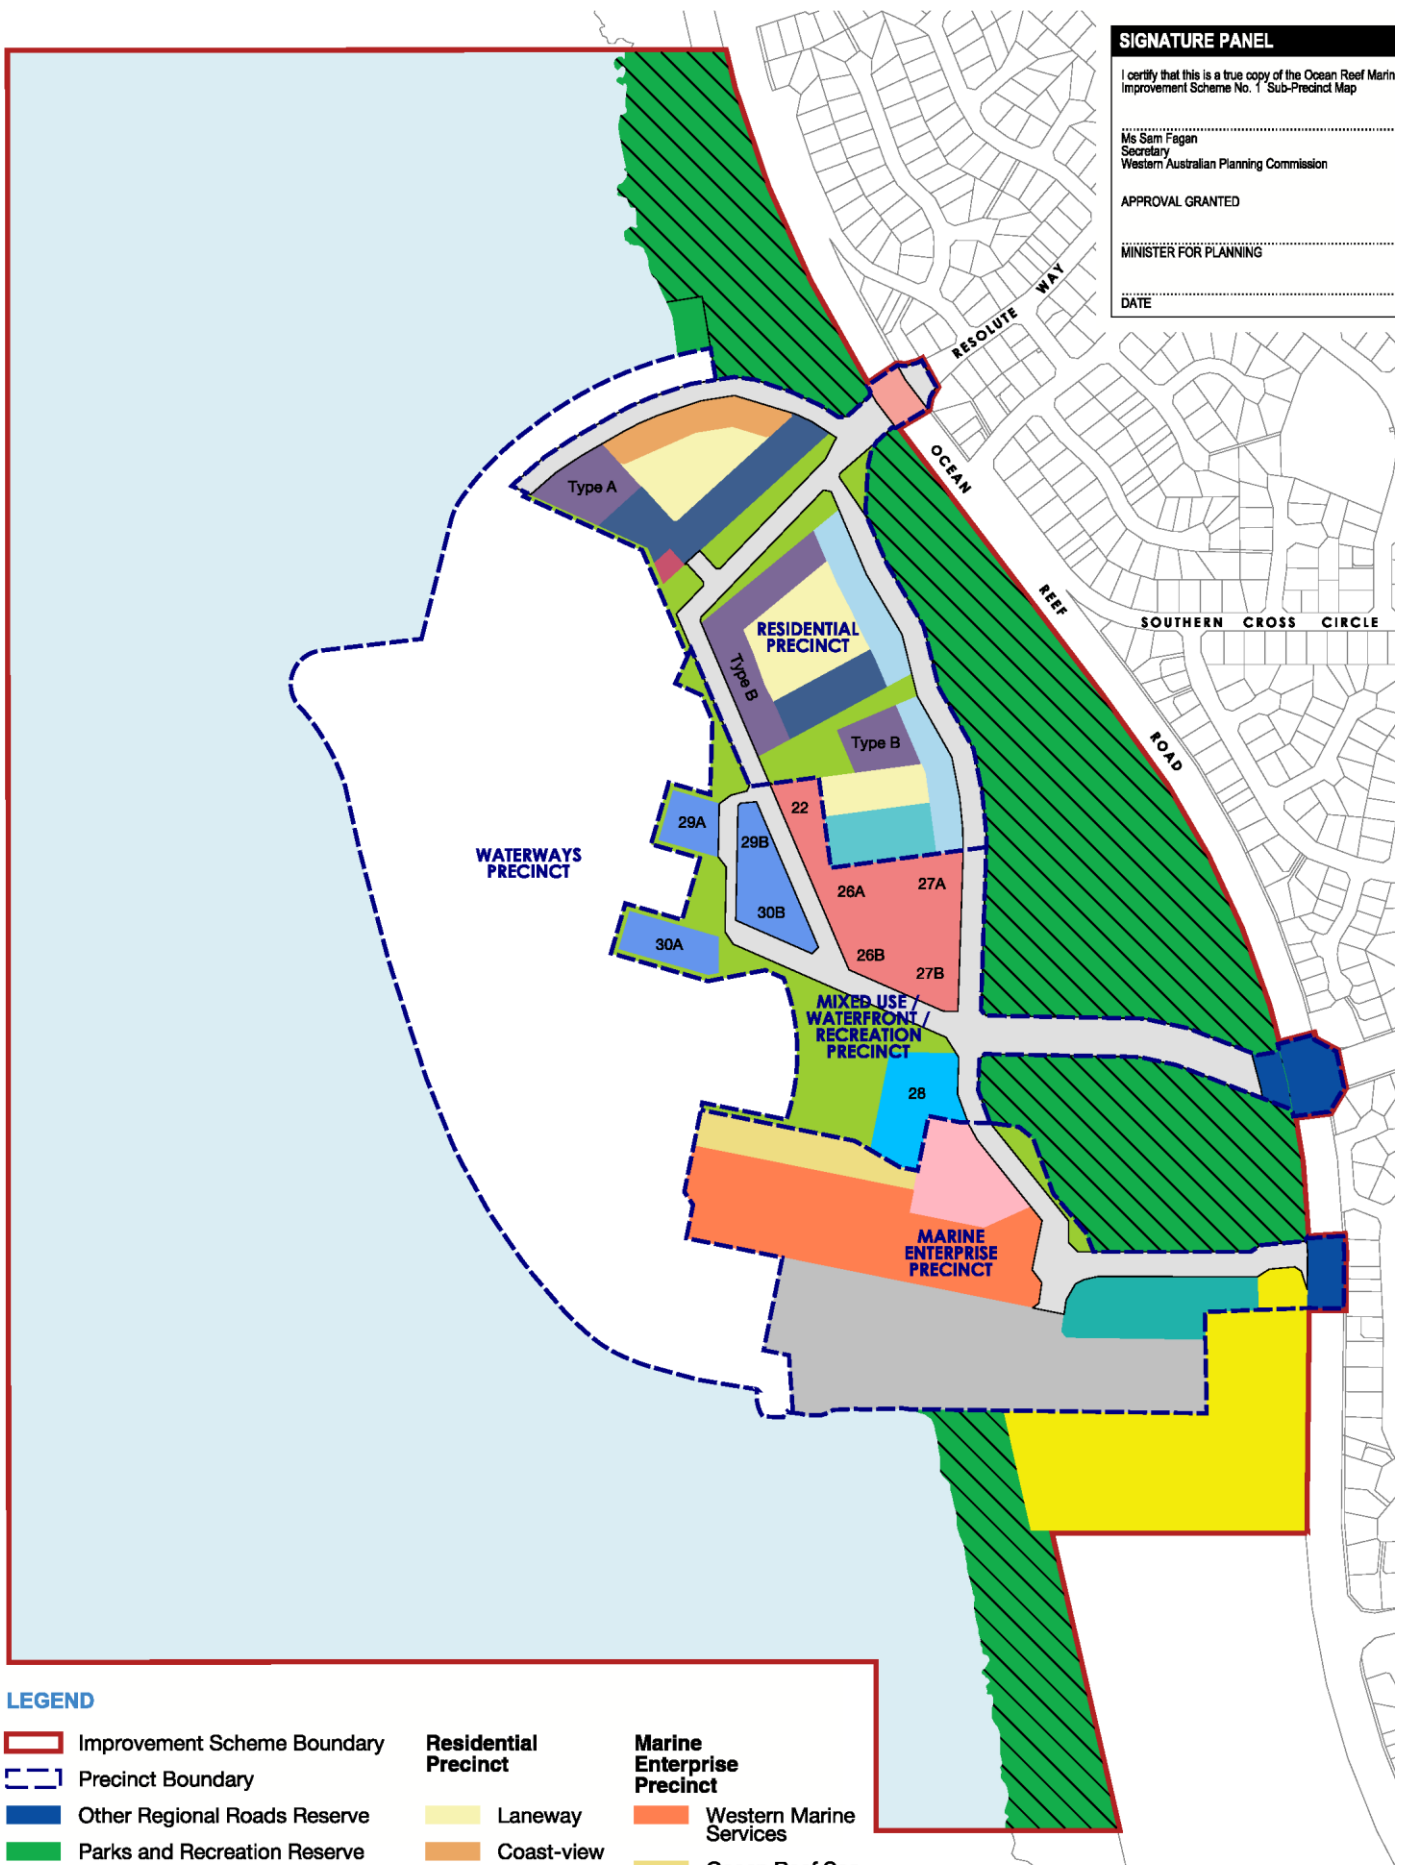 SIGNATURE PANEL
I certify that this is a true copy of the Ocean Reef
Improvement Scheme No. 1 Sub-Precinct Map
Ms Sam Fagan
Secretary
Western Australian Planning Commission
APPROVAL GRANTED
MINISTER FOR PLANNING
DATE
RESOLUTE WAY
OCEAN REEF ROAD
SOUTHERN CROSS CIRCLE
Type A
RESIDENTIAL
PRECINCT
Type B
Type B
22
29A
29B
WATERWAYS
PRECINCT
26A
27A
30B
30A
26B
27B
MIXED USE /
WATERFRONT /
RECREATION
PRECINCT
28
MARINE
ENTERPRISE
PRECINCT
LEGEND
Improvement Scheme Boundary
Precinct Boundary
Other Regional Roads Reserve
Parks and Recreation Reserve
Residential
Precinct
Laneway
Coast-view
Marine
Enterprise
Precinct
Western Marine
Services